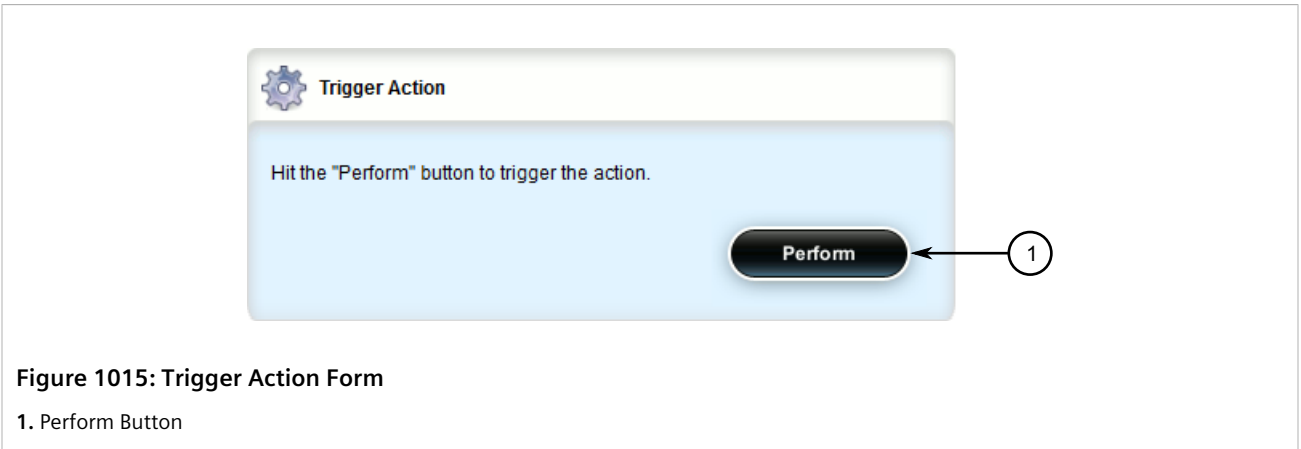 Trigger Action
Hit the "Perform" button to trigger the action.
Perform
1
Figure 1015: Trigger Action Form
1. Perform Button